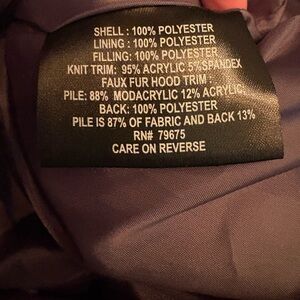 SHELL : 100% POLYESTER
LINING : 100% POLYESTER
FILLING: 100% POLYESTER
KNIT TRIM: 95% ACRYLIC 5%SPANDEX
FAUX FUR HOOD TRIM :
PILE: 88% MODACRYLIC 12% ACRYLIC
BACK: 100% POLYESTER
PILE IS 87% OF FABRIC AND BACK 13%
RN# 79675
CARE ON REVERSE